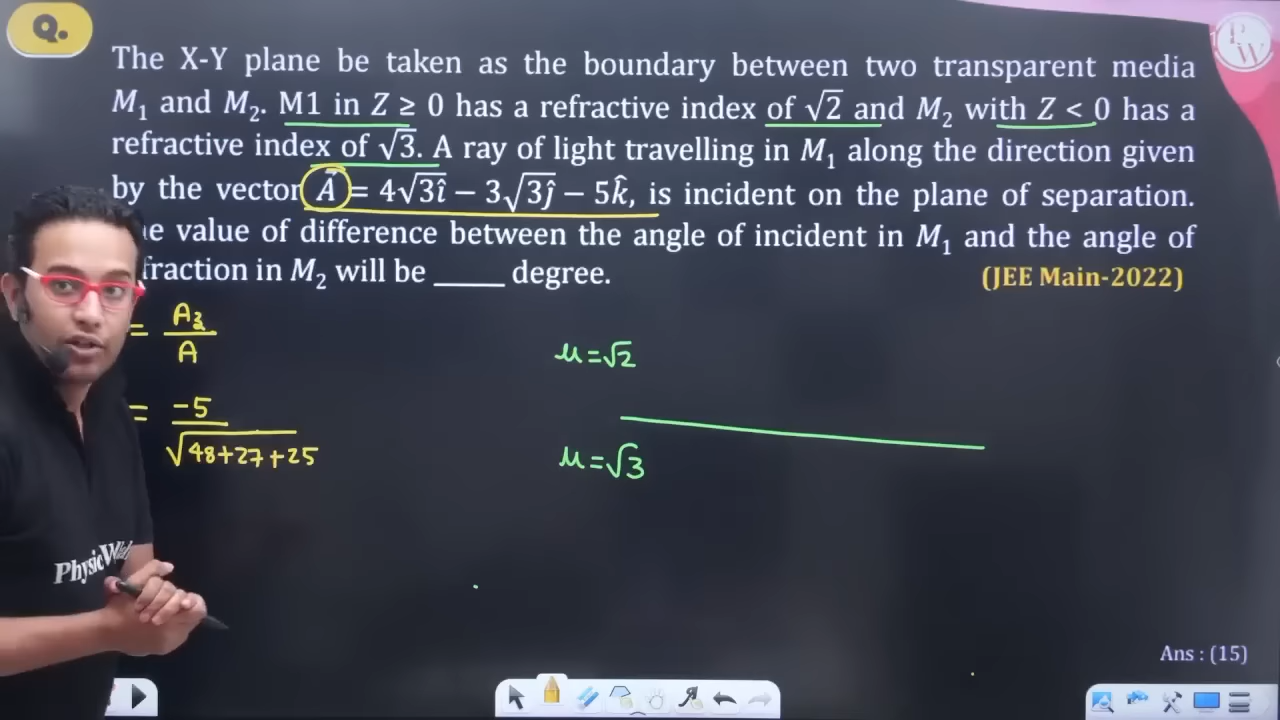 Q.
The X-Y plane be taken as the boundary between two transparent media
M₁ and M₂. M1 in Z ≥ 0 has a refractive index of √2 and M₂ with Z < 0 has a
refractive index of √3. A ray of light travelling in M₁ along the direction given
by the vector A⃗ = 4√3î − 3√3ĵ − 5k̂, is incident on the plane of separation.
value of difference between the angle of incident in M₁ and the angle of
fraction in M₂ will be ____ degree.
(JEE Main-2022)
= A₃/A
= -5/√48+27+25
μ=√2
μ=√3
PW
Ans : (15)